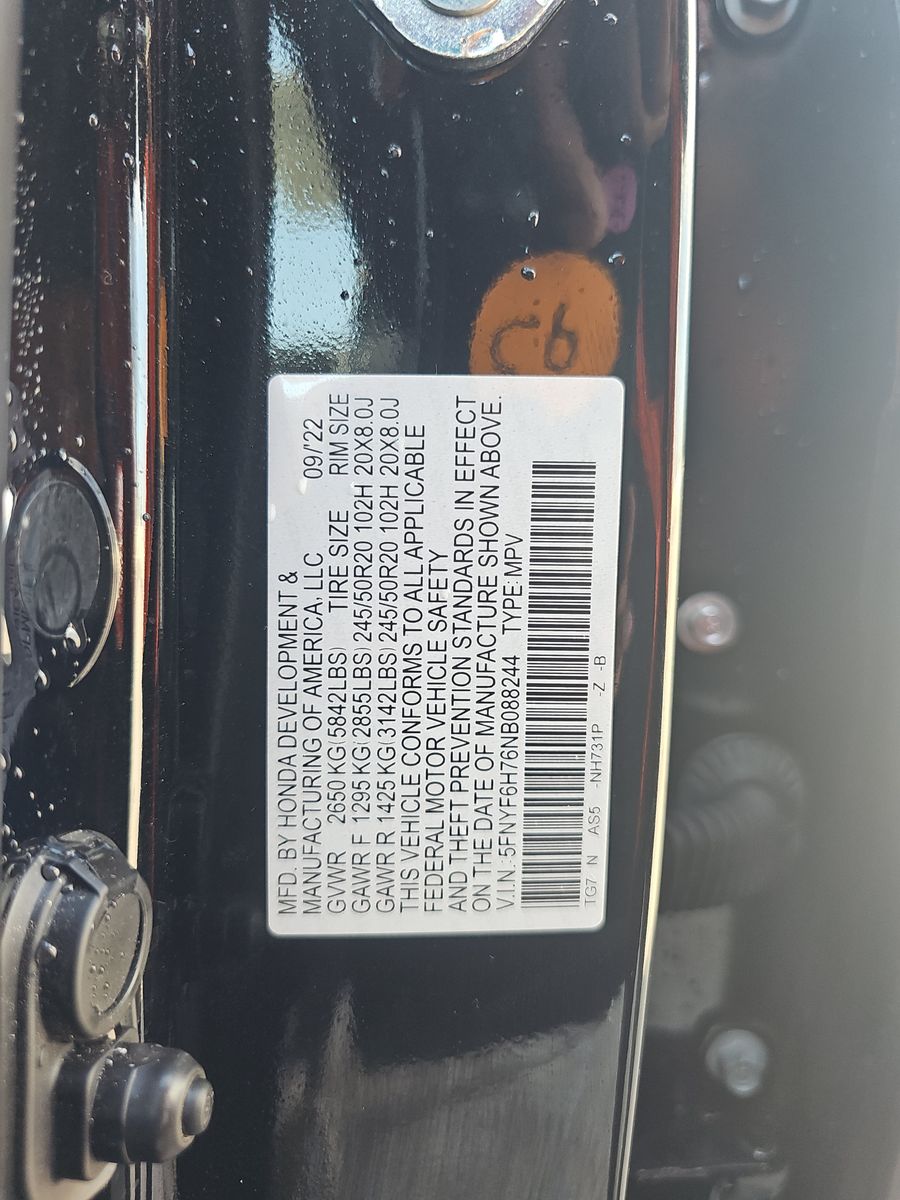 C6
MFD. BY HONDA DEVELOPMENT &
MANUFACTURING OF AMERICA, LLC 09/'22
GVWR 2650 KG(5842LBS) TIRE SIZE RIM SIZE
GAWR F 1295 KG(2855LBS) 245/50R20 102H 20X8.0J
GAWR R 1425 KG(3142LBS) 245/50R20 102H 20X8.0J
THIS VEHICLE CONFORMS TO ALL APPLICABLE
FEDERAL MOTOR VEHICLE SAFETY
AND THEFT PREVENTION STANDARDS IN EFFECT
ON THE DATE OF MANUFACTURE SHOWN ABOVE.
V.I.N.: 5FNYF6H76NB088244 TYPE: MPV
TG7 N AS5 -NH731P -Z -B